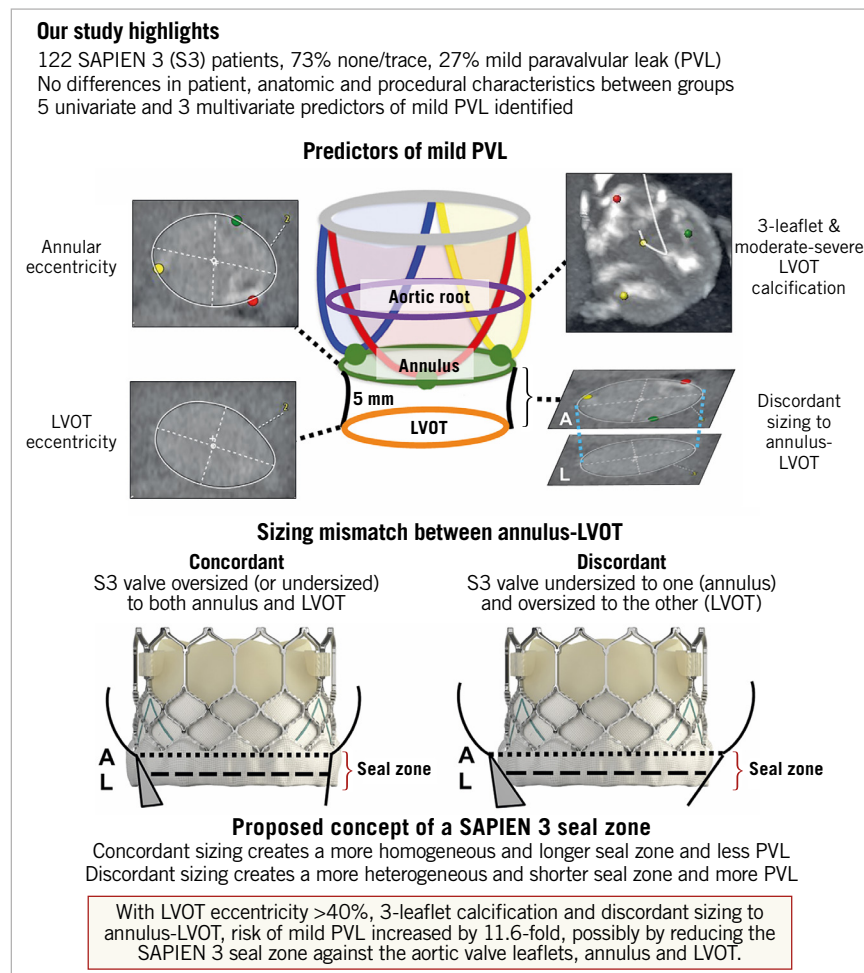 Our study highlights
122 SAPIEN 3 (S3) patients, 73% none/trace, 27% mild paravalvular leak (PVL)
No differences in patient, anatomic and procedural characteristics between groups
5 univariate and 3 multivariate predictors of mild PVL identified
Predictors of mild PVL
Annular
eccentricity
2
Aortic root
Annulus
5 mm
LVOT
3-leaflet &
moderate-severe
LVOT
calcification
LVOT
eccentricity
2
A
L
Discordant
sizing to
annulus-
LVOT
Sizing mismatch between annulus-LVOT
Concordant
S3 valve oversized (or undersized)
to both annulus and LVOT
Discordant
S3 valve undersized to one (annulus)
and oversized to the other (LVOT)
A
L
Seal zone
A
L
Seal zone
Proposed concept of a SAPIEN 3 seal zone
Concordant sizing creates a more homogeneous and longer seal zone and less PVL
Discordant sizing creates a more heterogeneous and shorter seal zone and more PVL
With LVOT eccentricity >40%, 3-leaflet calcification and discordant sizing to
annulus-LVOT, risk of mild PVL increased by 11.6-fold, possibly by reducing the
SAPIEN 3 seal zone against the aortic valve leaflets, annulus and LVOT.